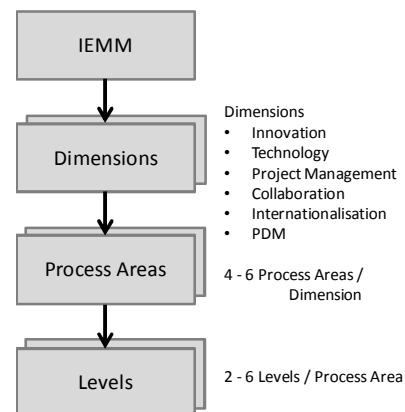 IEMM
Dimensions
Dimensions
• Innovation
• Technology
• Project Management
• Collaboration
• Internationalisation
• PDM
Process Areas
4 - 6 Process Areas /
Dimension
Levels
2 - 6 Levels / Process Area